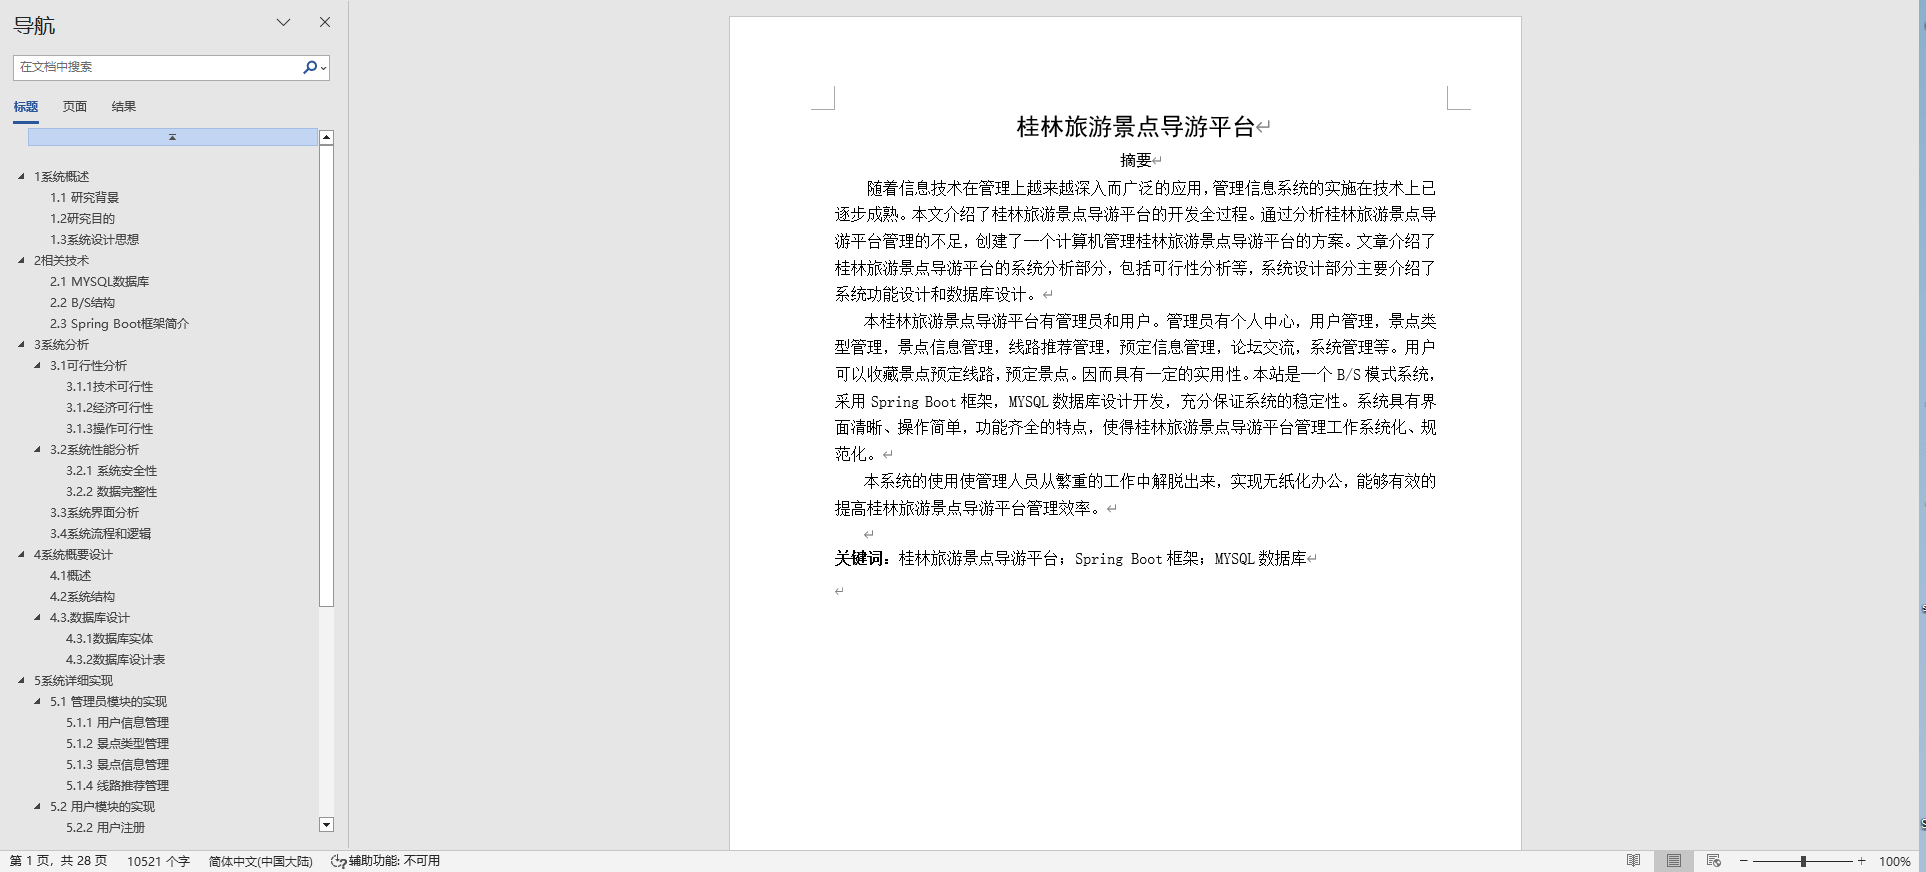 导航
在文档中搜索
标题 页面 结果
1系统概述
1.1 研究背景
1.2研究目的
1.3系统设计思想
2相关技术
2.1 MYSQL数据库
2.2 B/S结构
2.3 Spring Boot框架简介
3系统分析
3.1可行性分析
3.1.1技术可行性
3.1.2经济可行性
3.1.3操作可行性
3.2系统性能分析
3.2.1 系统安全性
3.2.2 数据完整性
3.3系统界面分析
3.4系统流程和逻辑
4系统概要设计
4.1概述
4.2系统结构
4.3.数据库设计
4.3.1数据库实体
4.3.2数据库设计表
5系统详细实现
5.1 管理员模块的实现
5.1.1 用户信息管理
5.1.2 景点类型管理
5.1.3 景点信息管理
5.1.4 线路推荐管理
5.2 用户模块的实现
5.2.2 用户注册
桂林旅游景点导游平台
摘要
随着信息技术在管理上越来越深入而广泛的应用，管理信息系统的实施在技术上已
逐步成熟。本文介绍了桂林旅游景点导游平台的开发全过程。通过分析桂林旅游景点导
游平台管理的不足，创建了一个计算机管理桂林旅游景点导游平台的方案。文章介绍了
桂林旅游景点导游平台的系统分析部分，包括可行性分析等，系统设计部分主要介绍了
系统功能设计和数据库设计。
本桂林旅游景点导游平台有管理员和用户。管理员有个人中心，用户管理，景点类
型管理，景点信息管理，线路推荐管理，预定信息管理，论坛交流，系统管理等。用户
可以收藏景点预定线路，预定景点。因而具有一定的实用性。本站是一个 B/S 模式系统，
采用 Spring Boot 框架，MYSQL 数据库设计开发，充分保证系统的稳定性。系统具有界
面清晰、操作简单，功能齐全的特点，使得桂林旅游景点导游平台管理工作系统化、规
范化。
本系统的使用使管理人员从繁重的工作中解脱出来，实现无纸化办公，能够有效的
提高桂林旅游景点导游平台管理效率。
关键词：桂林旅游景点导游平台；Spring Boot 框架；MYSQL 数据库
第 1 页，共 28 页 10521 个字 简体中文(中国大陆) 辅助功能: 不可用 100%